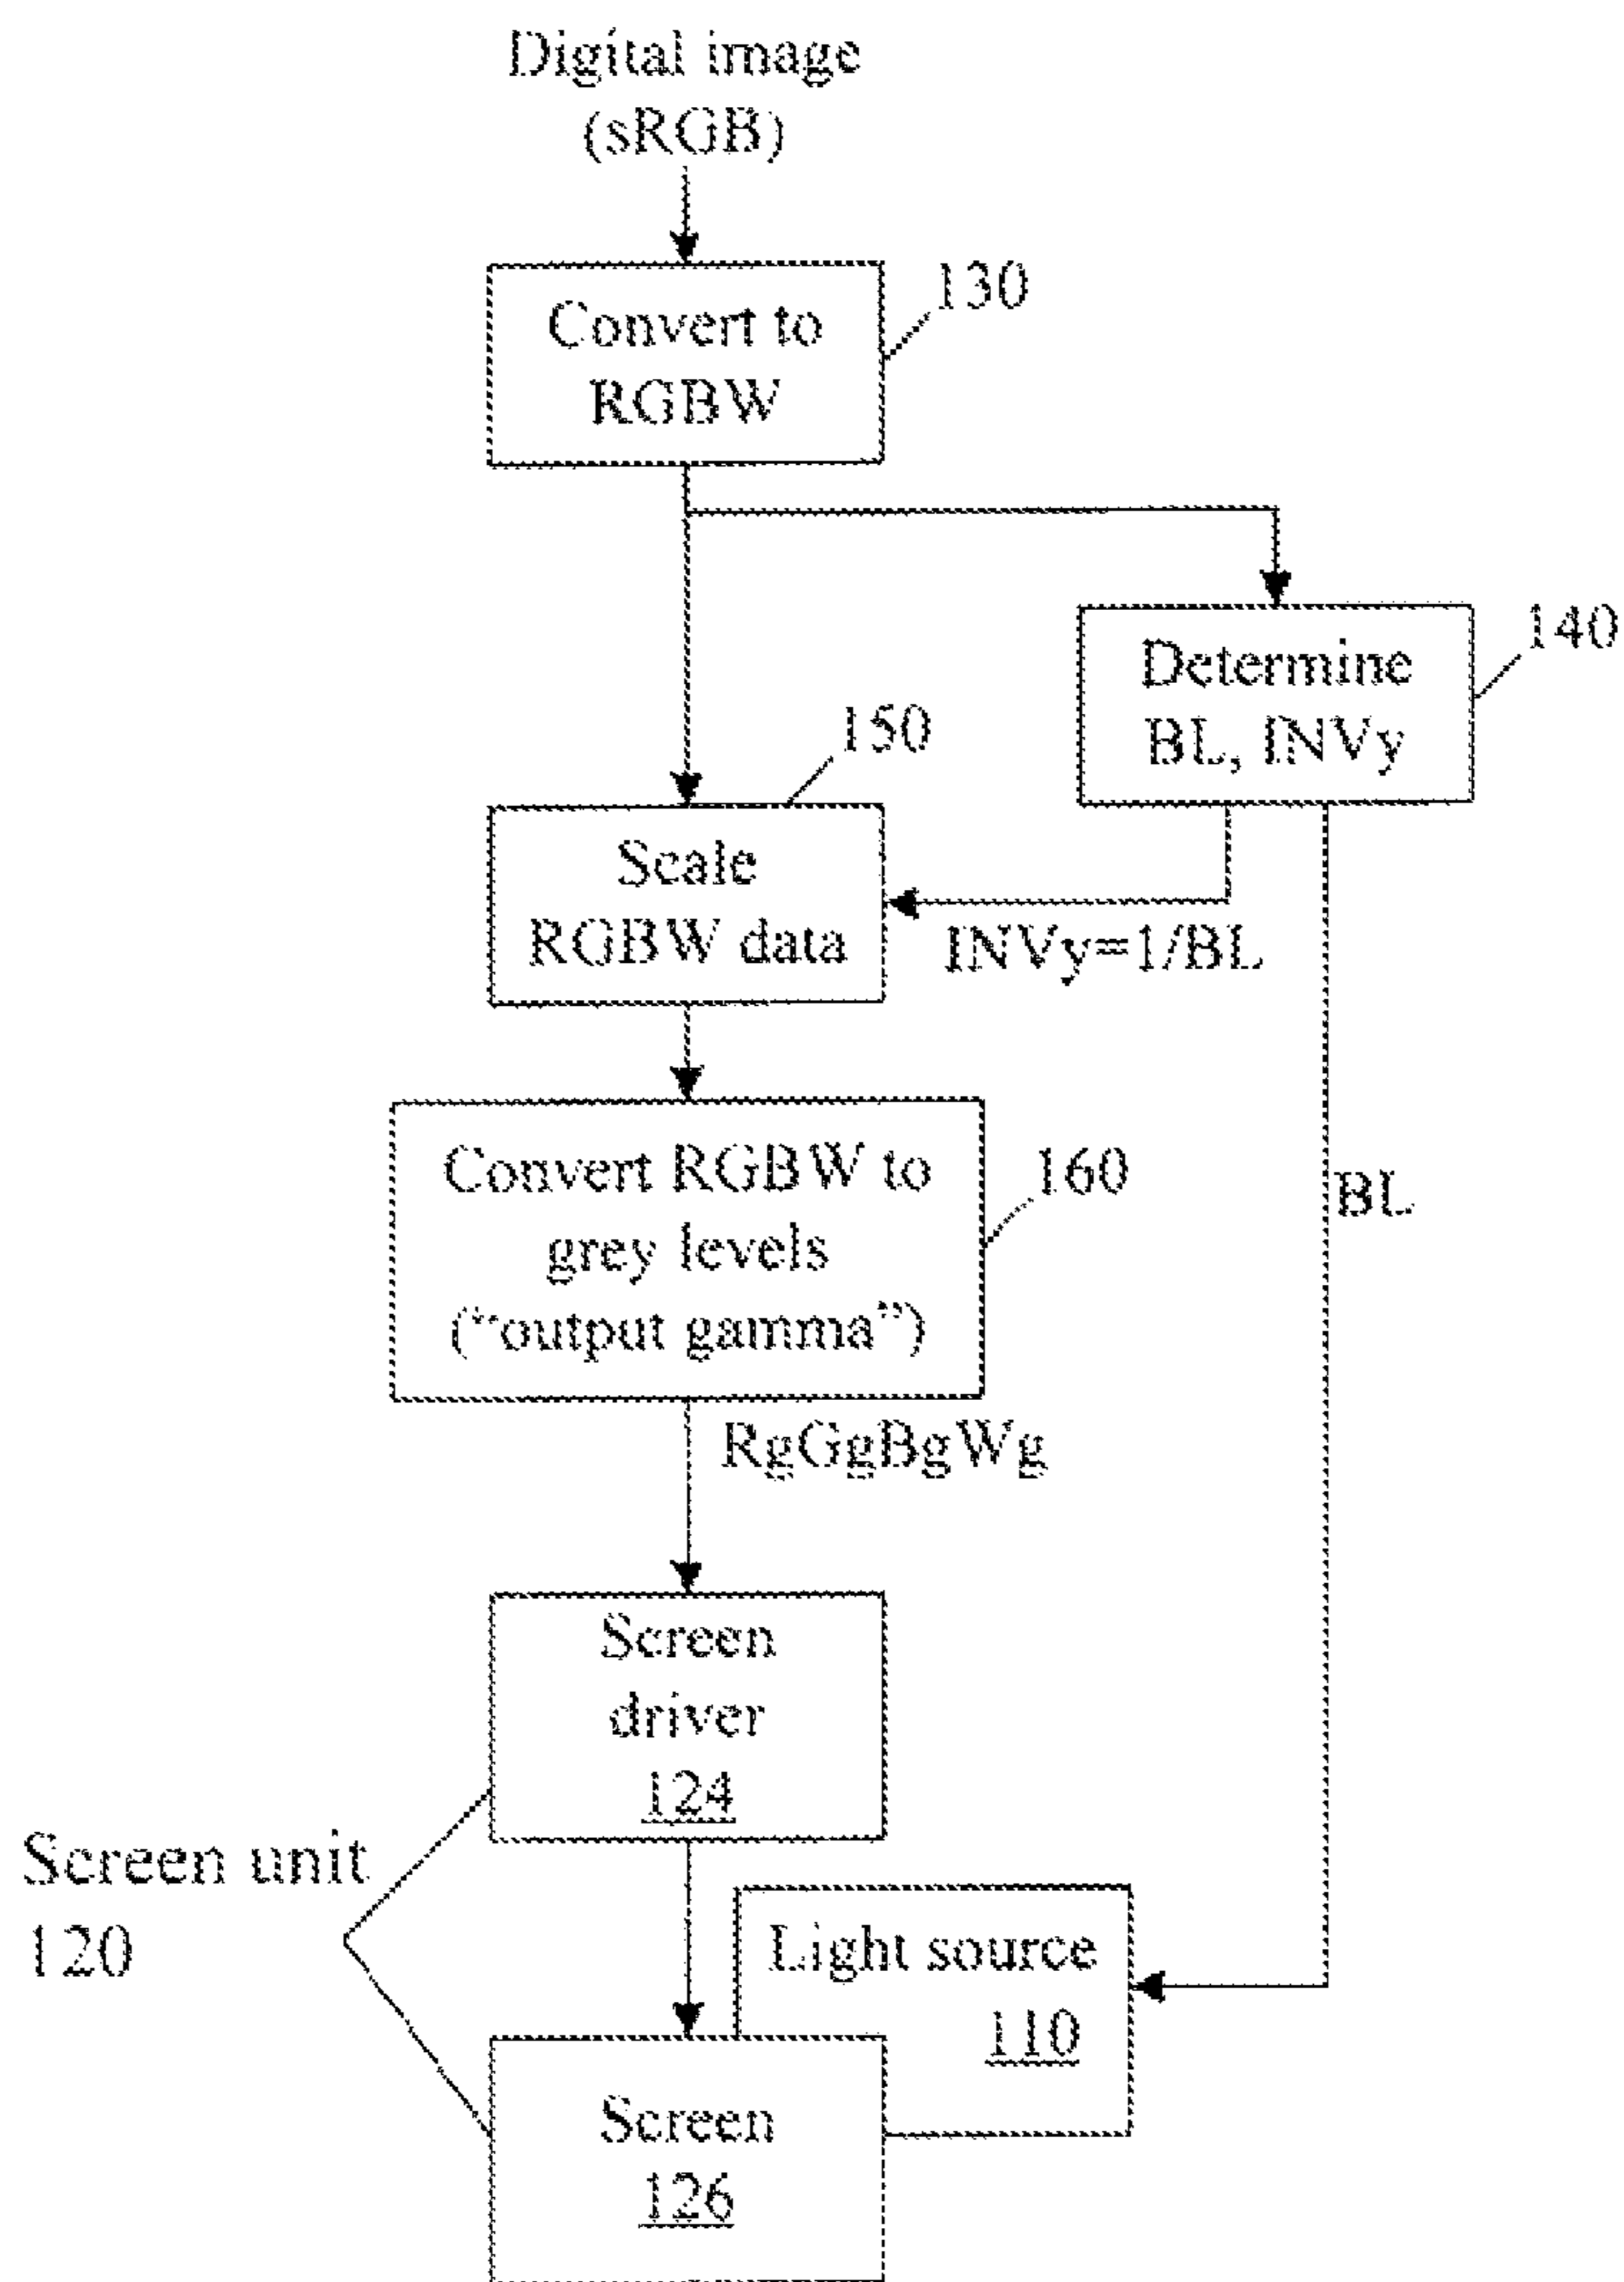 Digital image
(sRGB)
130
Convert to
RGBW
140
Determine
BL, INVy
150
Scale
RGBW data
INVy=1/BL
160
Convert RGBW to
grey levels
(“output gamma”)
BL
RgGgBgWg
Screen
driver
124
Screen unit
120
Light source
110
Screen
126